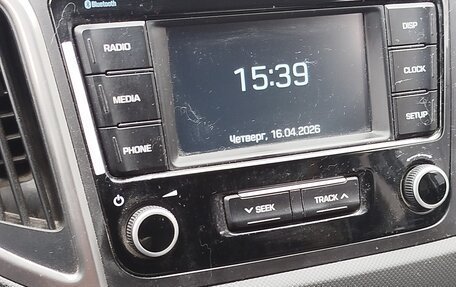 Bluetooth
RADIO
DISP
15:39
MEDIA
CLOCK
SETUP
PHONE
Четверг, 16.04.2026
SEEK
TRACK